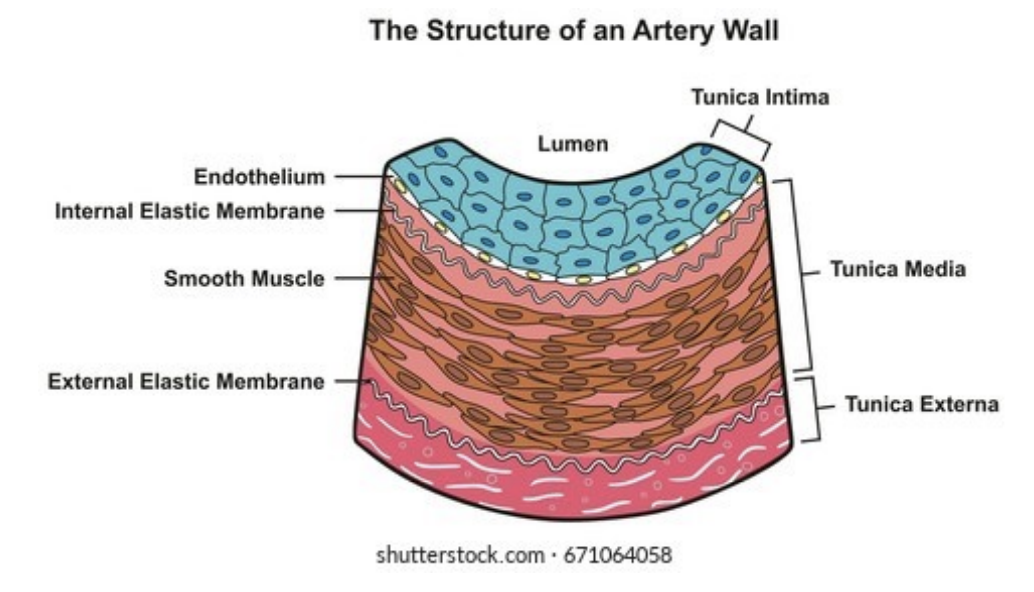 The Structure of an Artery Wall
Tunica Intima
Lumen
Endothelium
Internal Elastic Membrane
Smooth Muscle
Tunica Media
External Elastic Membrane
Tunica Externa
shutterstock.com · 671064058